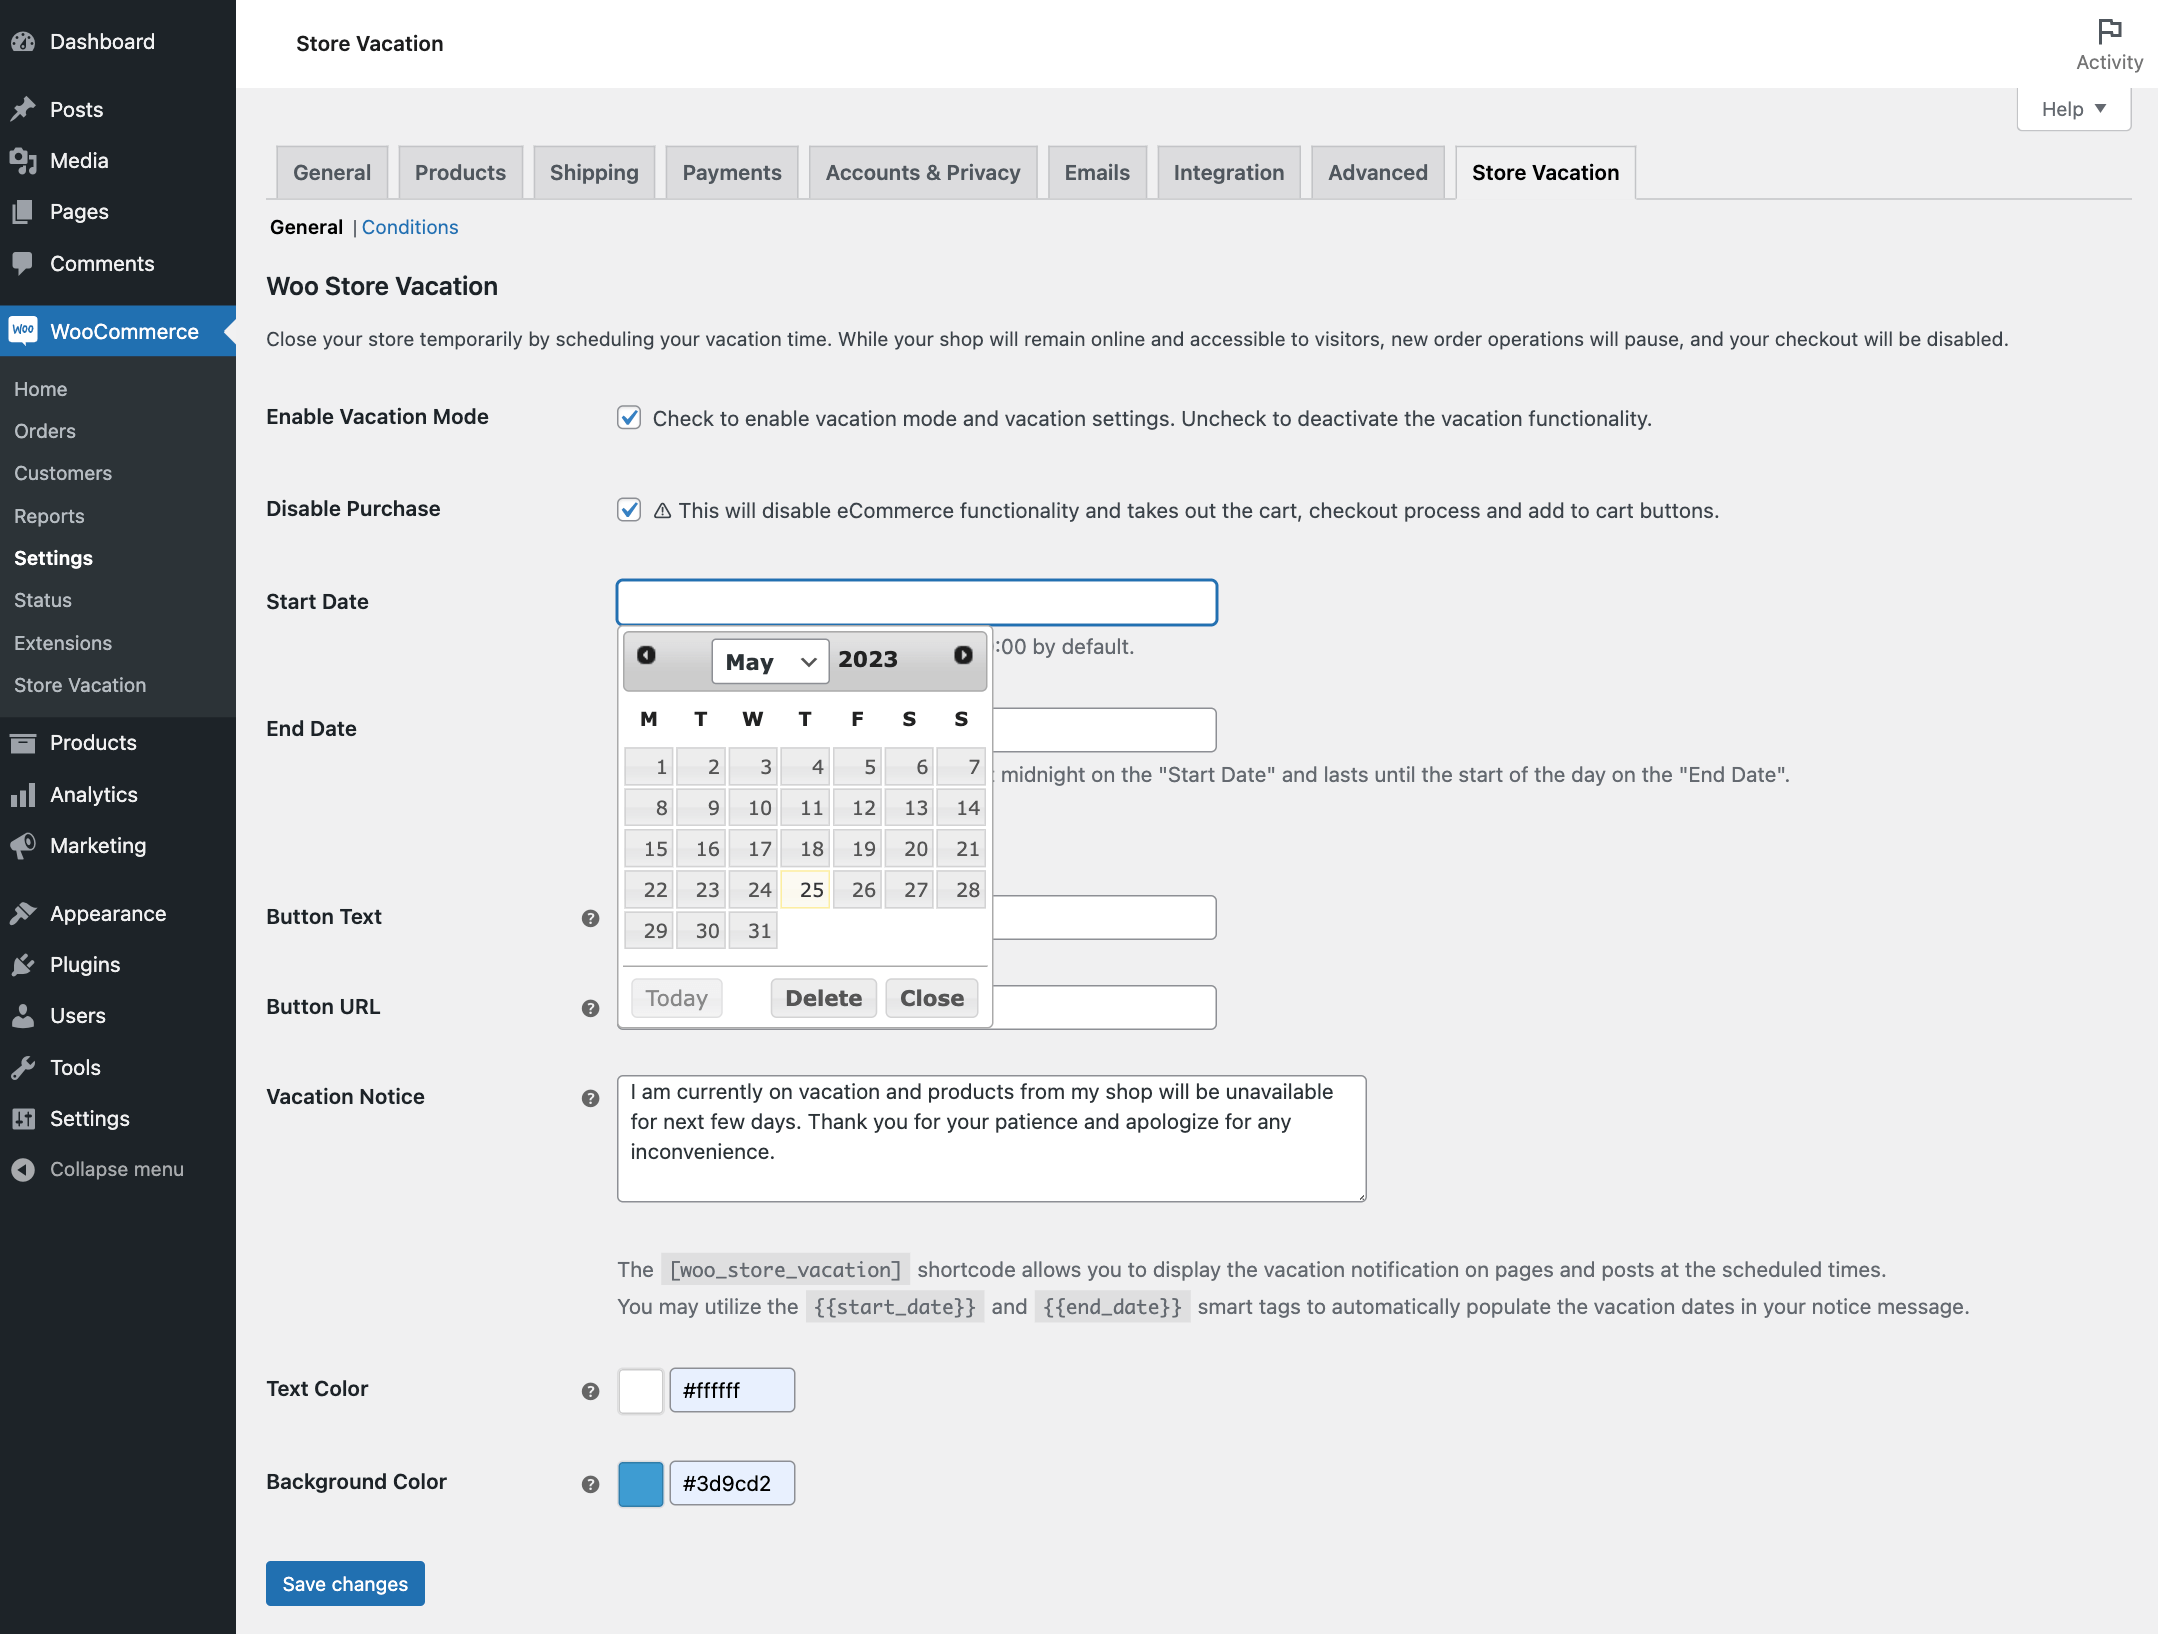 Dashboard
Posts
Media
Pages
Comments
Woo WooCommerce
Home
Orders
Customers
Reports
Settings
Status
Extensions
Store Vacation
Products
Analytics
Marketing
Appearance
Plugins
Users
Tools
Settings
Collapse menu
Store Vacation
Activity
Help ▼
General Products Shipping Payments Accounts & Privacy Emails Integration Advanced Store Vacation
General | Conditions
Woo Store Vacation
Close your store temporarily by scheduling your vacation time. While your shop will remain online and accessible to visitors, new order operations will pause, and your checkout will be disabled.
Enable Vacation Mode Check to enable vacation mode and vacation settings. Uncheck to deactivate the vacation functionality.
Disable Purchase ⚠ This will disable eCommerce functionality and takes out the cart, checkout process and add to cart buttons.
Start Date
:00 by default.
May 2023
M T W T F S S
1 2 3 4 5 6 7
8 9 10 11 12 13 14
15 16 17 18 19 20 21
22 23 24 25 26 27 28
29 30 31
Today Delete Close
End Date
midnight on the "Start Date" and lasts until the start of the day on the "End Date".
Button Text ?
Button URL ?
Vacation Notice ?
I am currently on vacation and products from my shop will be unavailable
for next few days. Thank you for your patience and apologize for any
inconvenience.
The [woo_store_vacation] shortcode allows you to display the vacation notification on pages and posts at the scheduled times.
You may utilize the {{start_date}} and {{end_date}} smart tags to automatically populate the vacation dates in your notice message.
Text Color ? #ffffff
Background Color ? #3d9cd2
Save changes